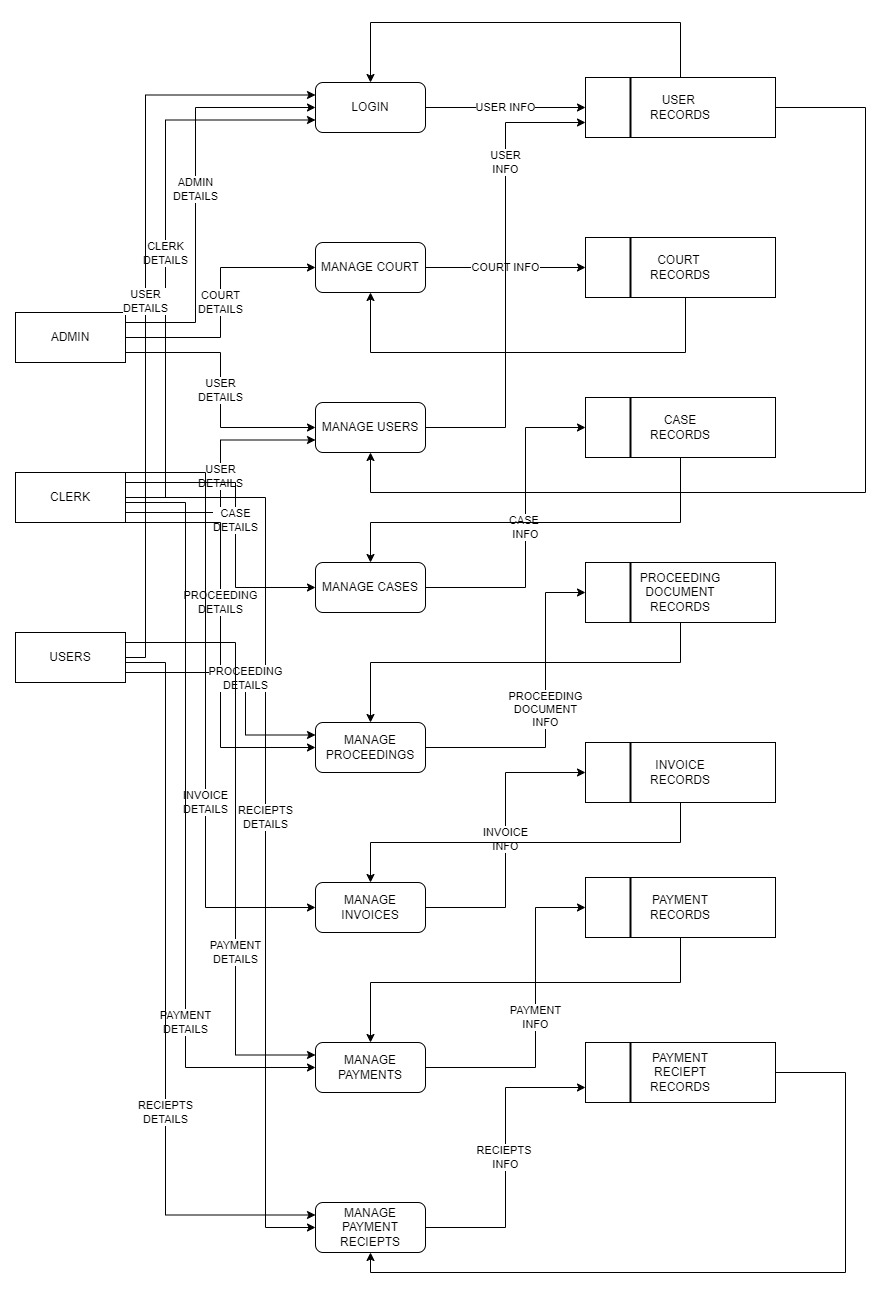 LOGIN
USER INFO
USER
RECORDS
USER
INFO
ADMIN
DETAILS
CLERK
DETAILS
USER
DETAILS
COURT
DETAILS
MANAGE COURT
COURT INFO
COURT
RECORDS
ADMIN
USER
DETAILS
MANAGE USERS
CASE
RECORDS
USER
DETAILS
CLERK
CASE
DETAILS
CASE
INFO
MANAGE CASES
PROCEEDING
DOCUMENT
RECORDS
PROCEEDING
DETAILS
USERS
PROCEEDING
DETAILS
PROCEEDING
DOCUMENT
INFO
MANAGE
PROCEEDINGS
INVOICE
RECORDS
INVOICE
DETAILS
RECIEPTS
DETAILS
INVOICE
INFO
MANAGE
INVOICES
PAYMENT
RECORDS
PAYMENT
DETAILS
PAYMENT
DETAILS
PAYMENT
INFO
MANAGE
PAYMENTS
PAYMENT
RECIEPT
RECORDS
RECIEPTS
DETAILS
RECIEPTS
INFO
MANAGE
PAYMENT
RECIEPTS